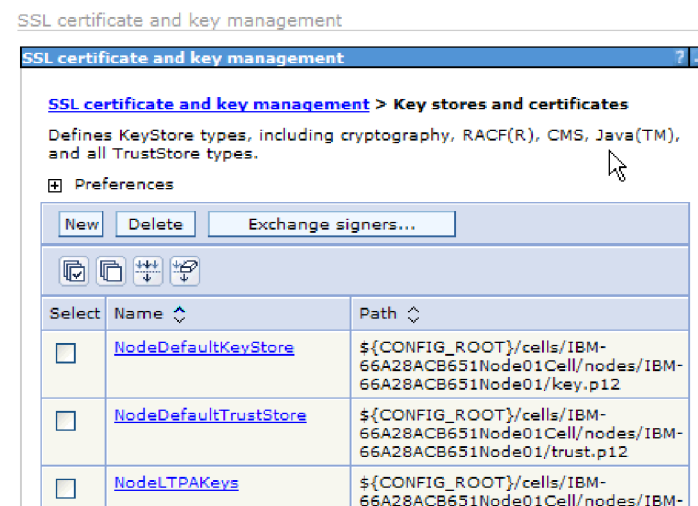 SSL certificate and key management
SSL certificate and key management ?
SSL certificate and key management > Key stores and certificates
Defines KeyStore types, including cryptography, RACF(R), CMS, Java(TM),
and all TrustStore types.
Preferences
New Delete Exchange signers...
Select Name Path
NodeDefaultKeyStore ${CONFIG_ROOT}/cells/IBM-
66A28ACB651Node01Cell/nodes/IBM-
66A28ACB651Node01/key.p12
NodeDefaultTrustStore ${CONFIG_ROOT}/cells/IBM-
66A28ACB651Node01Cell/nodes/IBM-
66A28ACB651Node01/trust.p12
NodeLTPAKeys ${CONFIG_ROOT}/cells/IBM-
66A28ACB651Node01Cell/nodes/IBM-